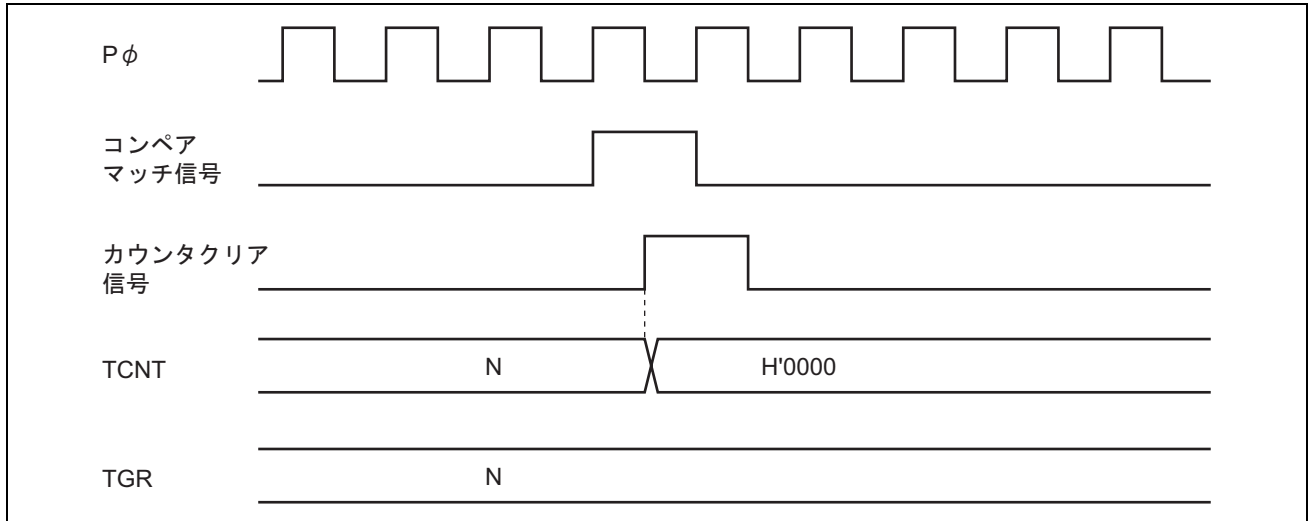 Pφ
コンペア
マッチ信号
カウンタクリア
信号
TCNT
N
H'0000
TGR
N